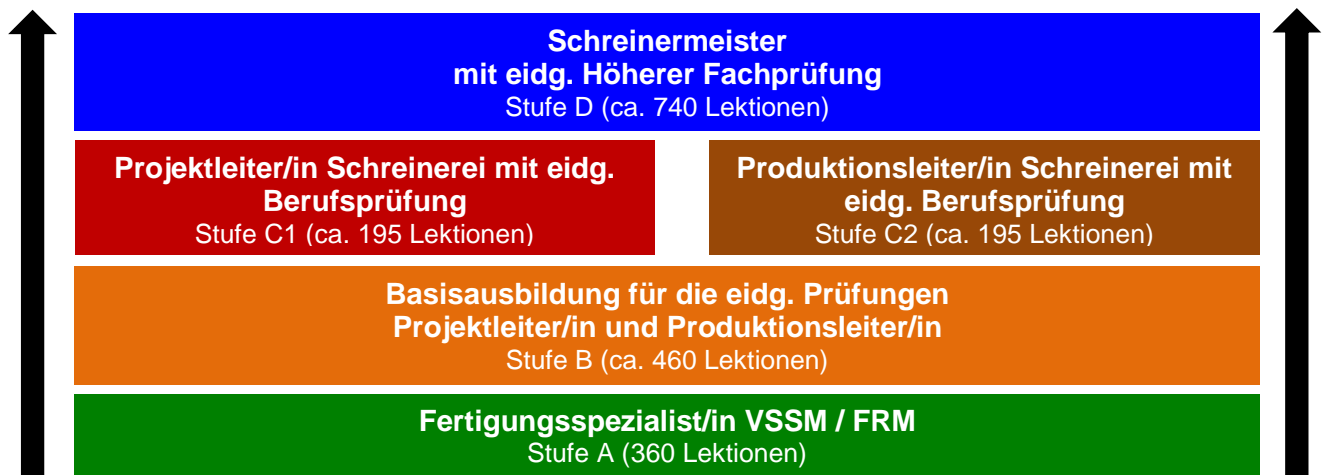 Schreinermeister
mit eidg. Höherer Fachprüfung
Stufe D (ca. 740 Lektionen)
Projektleiter/in Schreinerei mit eidg.
Berufsprüfung
Stufe C1 (ca. 195 Lektionen)
Produktionsleiter/in Schreinerei mit
eidg. Berufsprüfung
Stufe C2 (ca. 195 Lektionen)
Basisausbildung für die eidg. Prüfungen
Projektleiter/in und Produktionsleiter/in
Stufe B (ca. 460 Lektionen)
Fertigungsspezialist/in VSSM / FRM
Stufe A (360 Lektionen)